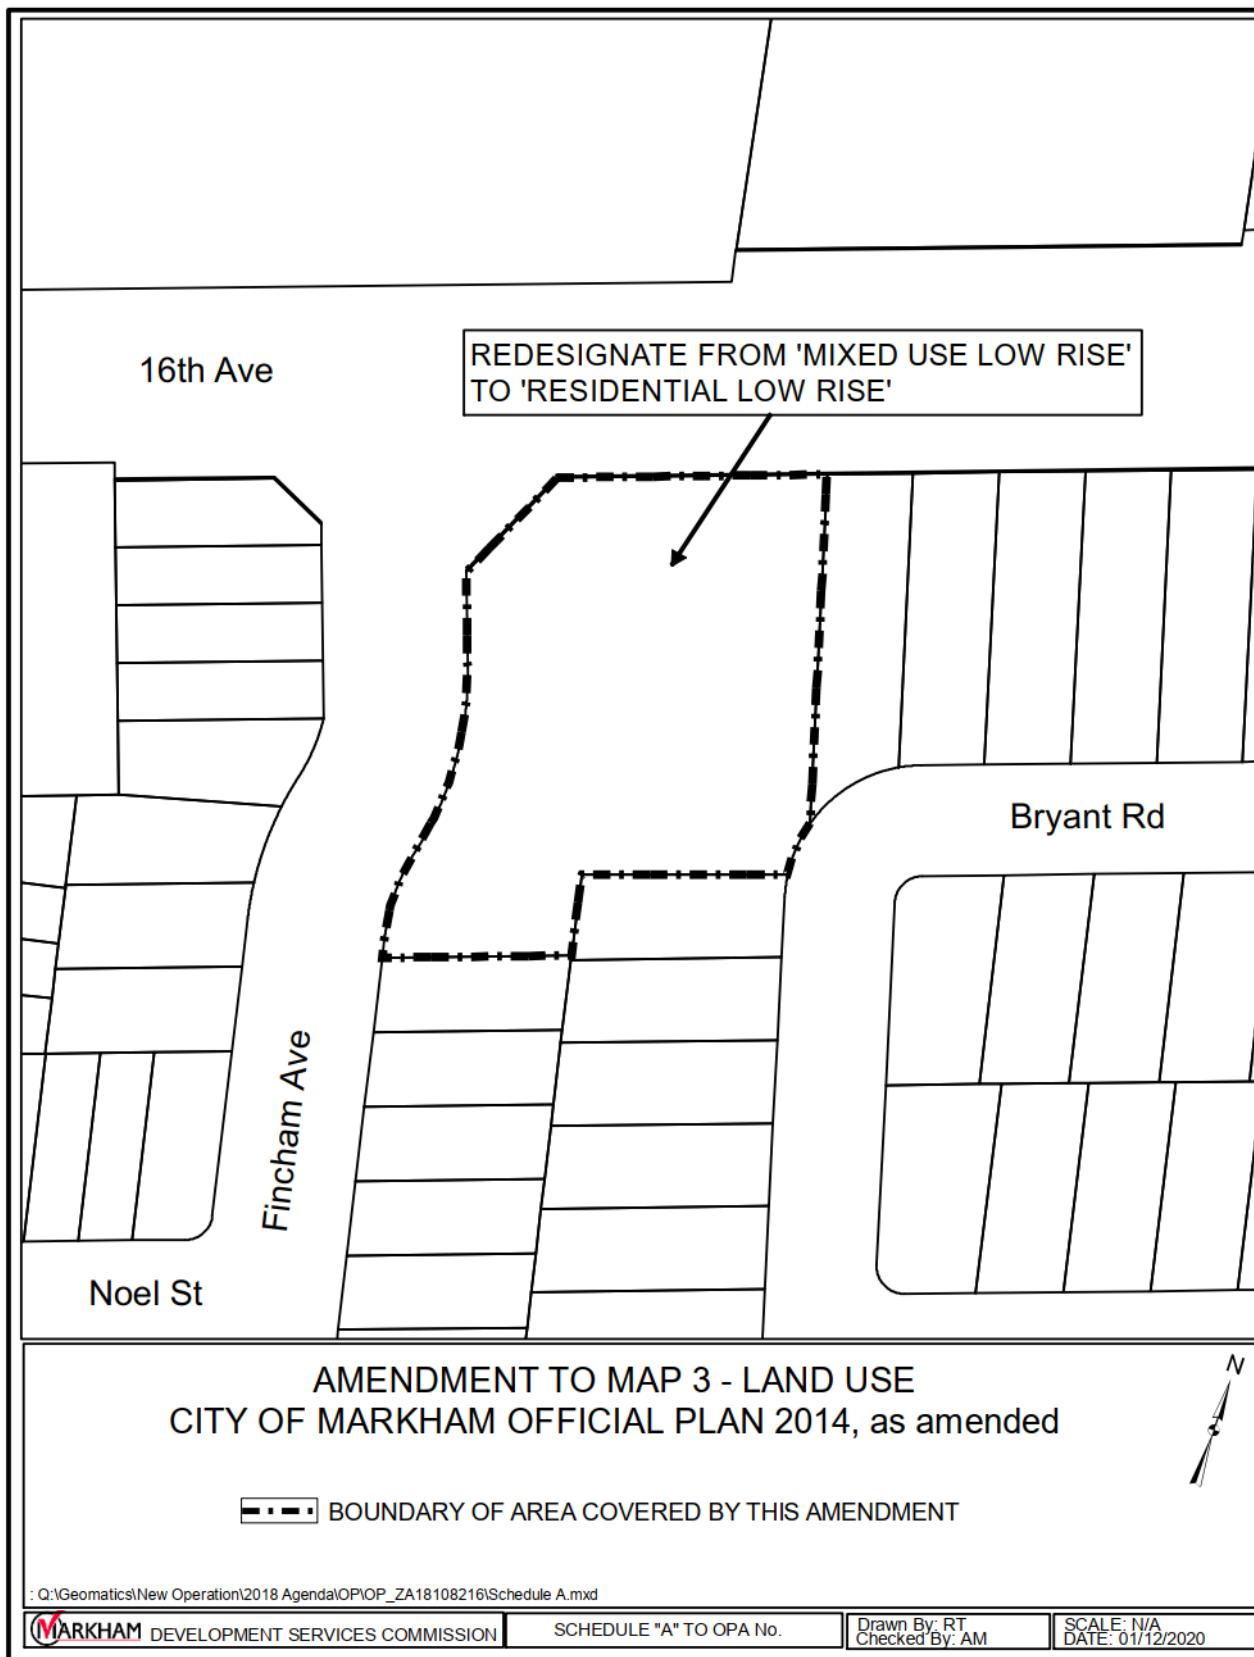 16th Ave
REDESIGNATE FROM 'MIXED USE LOW RISE'
TO 'RESIDENTIAL LOW RISE'
Bryant Rd
Fincham Ave
Noel St
AMENDMENT TO MAP 3 - LAND USE
CITY OF MARKHAM OFFICIAL PLAN 2014, as amended
N
BOUNDARY OF AREA COVERED BY THIS AMENDMENT
: Q:\Geomatics\New Operation\2018 Agenda\OP\OP_ZA18108216\Schedule A.mxd
MARKHAM DEVELOPMENT SERVICES COMMISSION
SCHEDULE "A" TO OPA No.
Drawn By: RT
Checked By: AM
SCALE: N/A
DATE: 01/12/2020